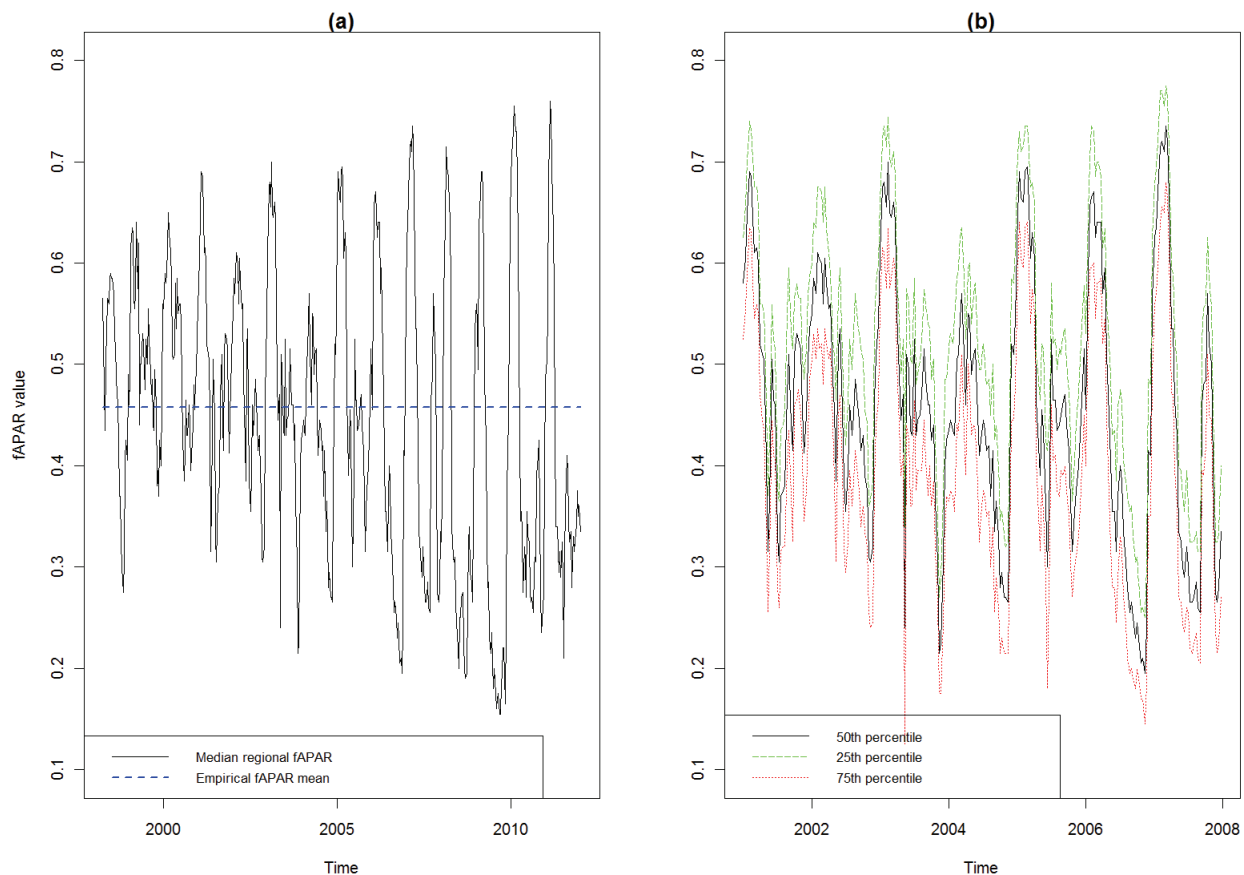 (a)
0.8
0.7
0.6
0.5
0.4
0.3
0.2
0.1
fAPAR value
Median regional fAPAR
Empirical fAPAR mean
2000
2005
2010
Time
(b)
0.8
0.7
0.6
0.5
0.4
0.3
0.2
0.1
50th percentile
25th percentile
75th percentile
2002
2004
2006
2008
Time